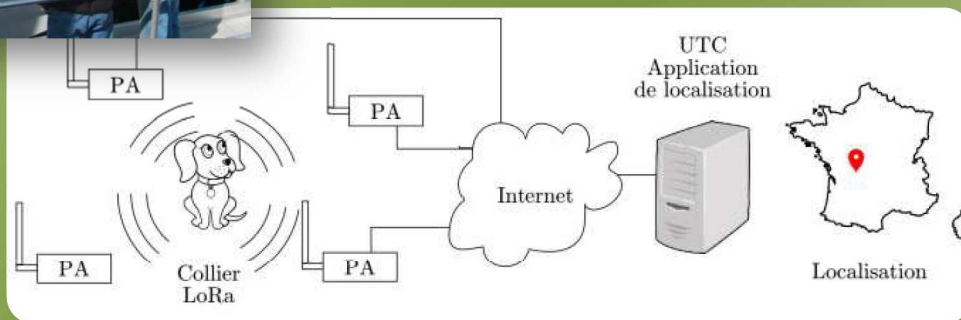 PA
PA
PA
PA
Collier
LoRa
Internet
UTC
Application
de localisation
Localisation